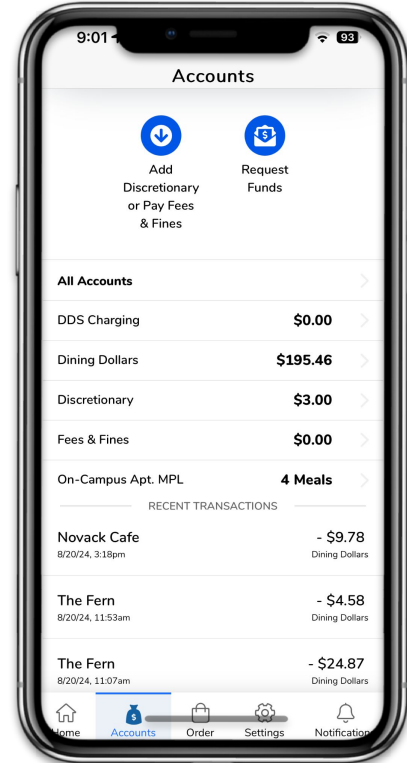 9:01
93
Accounts
Add
Discretionary
or Pay Fees
& Fines
Request
Funds
All Accounts
DDS Charging $0.00
Dining Dollars $195.46
Discretionary $3.00
Fees & Fines $0.00
On-Campus Apt. MPL 4 Meals
RECENT TRANSACTIONS
Novack Cafe - $9.78
8/20/24, 3:18pm Dining Dollars
The Fern - $4.58
8/20/24, 11:53am Dining Dollars
The Fern - $24.87
8/20/24, 11:07am Dining Dollars
Home Accounts Order Settings Notifications